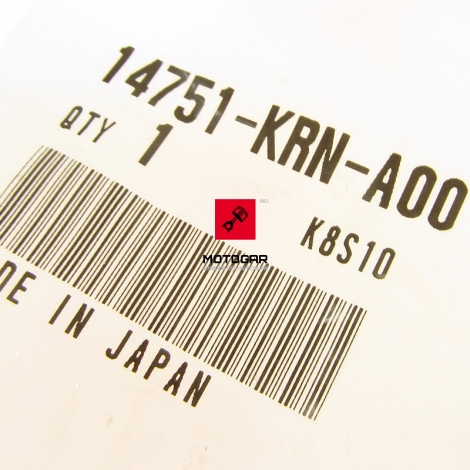 14751-KRN-A00
QTY 1
K8S10
MOTOGAR
DE IN JAPAN